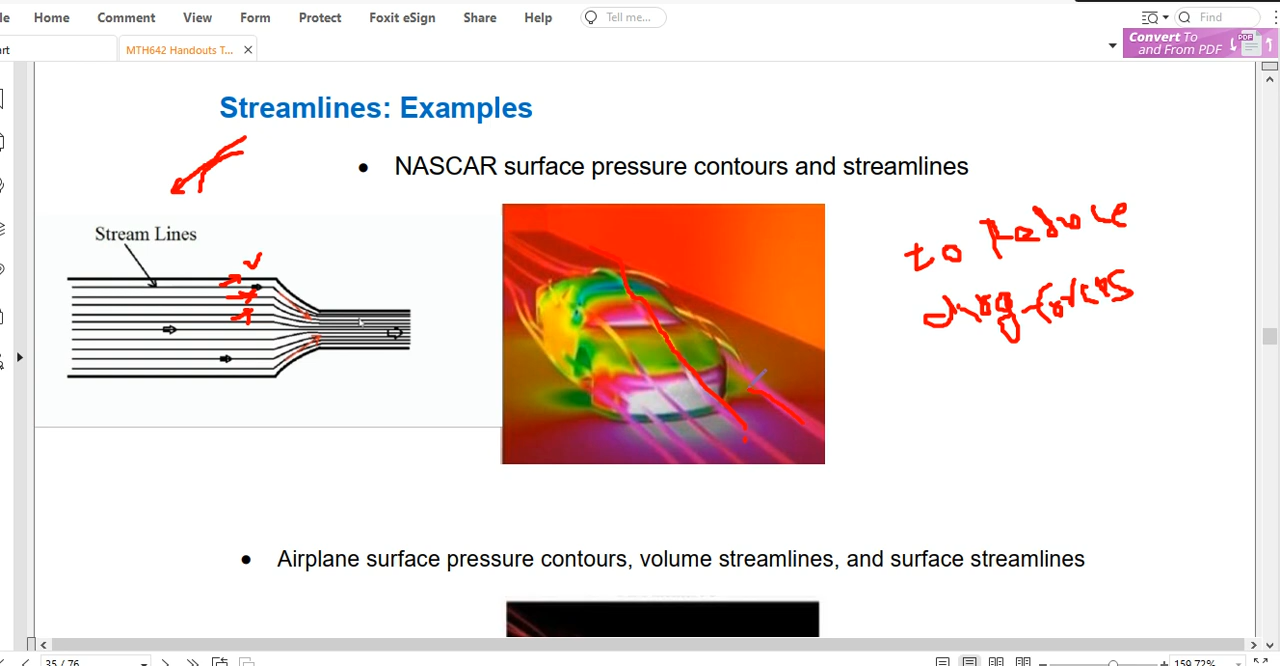 Home Comment View Form Protect Foxit eSign Share Help Tell me... Find
MTH642 Handouts T...
Convert To
and From PDF
PDF
Streamlines: Examples
• NASCAR surface pressure contours and streamlines
Stream Lines
V
to Reduce
drag forces
• Airplane surface pressure contours, volume streamlines, and surface streamlines
35 / 76
159.72%